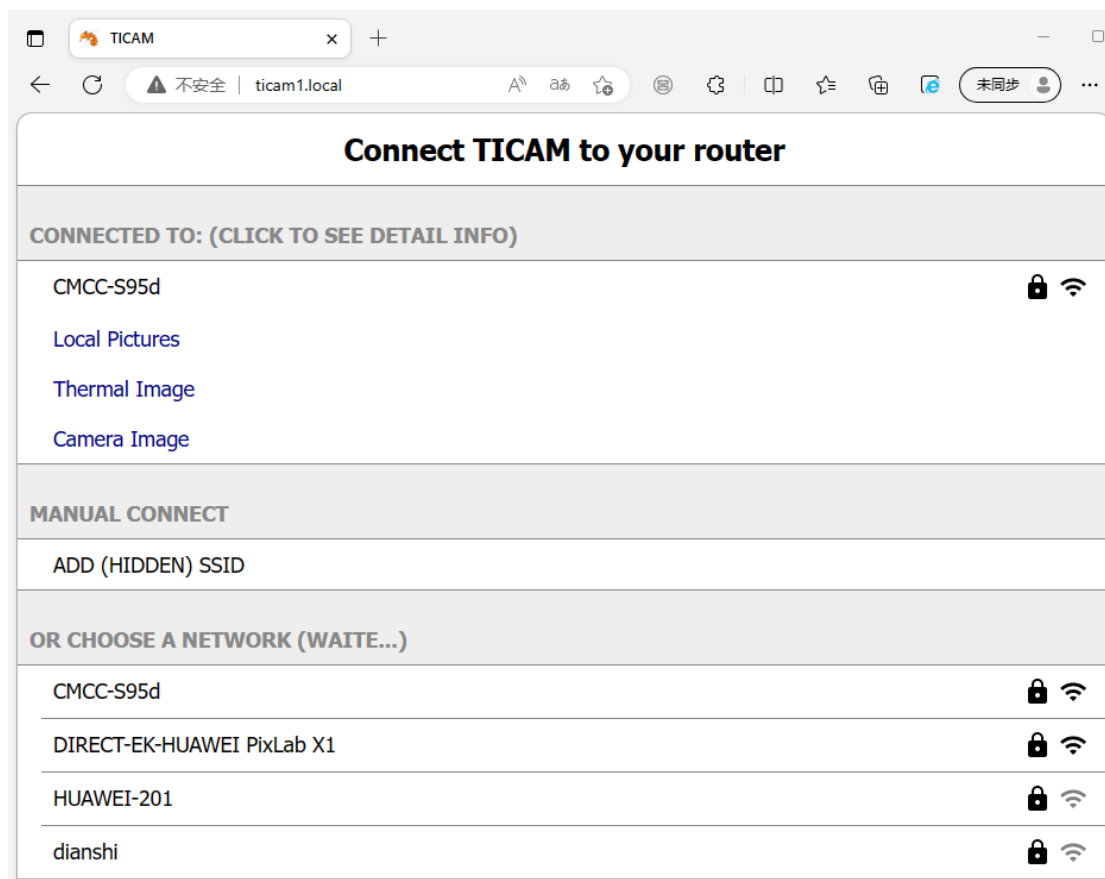 TICAM
不安全 ticam1.local 未同步
Connect TICAM to your router
CONNECTED TO: (CLICK TO SEE DETAIL INFO)
CMCC-S95d
Local Pictures
Thermal Image
Camera Image
MANUAL CONNECT
ADD (HIDDEN) SSID
OR CHOOSE A NETWORK (WAITE...)
CMCC-S95d
DIRECT-EK-HUAWEI PixLab X1
HUAWEI-201
dianshi